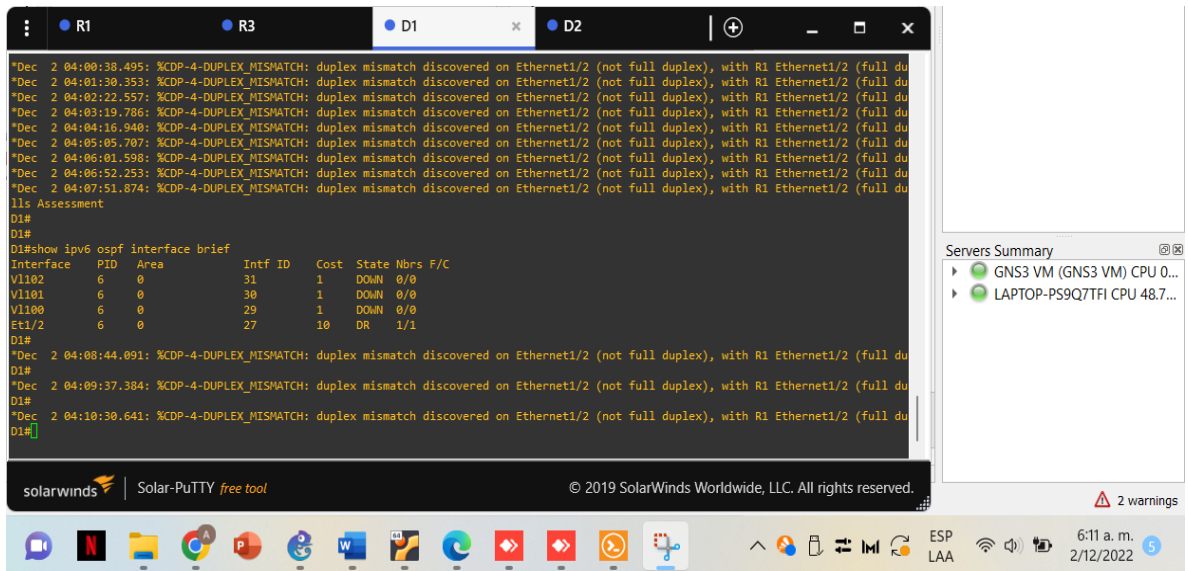 R1 R3 D1 D2
*Dec 2 04:00:38.495: %CDP-4-DUPLEX_MISMATCH: duplex mismatch discovered on Ethernet1/2 (not full duplex), with R1 Ethernet1/2 (full du
*Dec 2 04:01:30.353: %CDP-4-DUPLEX_MISMATCH: duplex mismatch discovered on Ethernet1/2 (not full duplex), with R1 Ethernet1/2 (full du
*Dec 2 04:02:22.557: %CDP-4-DUPLEX_MISMATCH: duplex mismatch discovered on Ethernet1/2 (not full duplex), with R1 Ethernet1/2 (full du
*Dec 2 04:03:19.786: %CDP-4-DUPLEX_MISMATCH: duplex mismatch discovered on Ethernet1/2 (not full duplex), with R1 Ethernet1/2 (full du
*Dec 2 04:04:16.940: %CDP-4-DUPLEX_MISMATCH: duplex mismatch discovered on Ethernet1/2 (not full duplex), with R1 Ethernet1/2 (full du
*Dec 2 04:05:05.707: %CDP-4-DUPLEX_MISMATCH: duplex mismatch discovered on Ethernet1/2 (not full duplex), with R1 Ethernet1/2 (full du
*Dec 2 04:06:01.598: %CDP-4-DUPLEX_MISMATCH: duplex mismatch discovered on Ethernet1/2 (not full duplex), with R1 Ethernet1/2 (full du
*Dec 2 04:06:52.253: %CDP-4-DUPLEX_MISMATCH: duplex mismatch discovered on Ethernet1/2 (not full duplex), with R1 Ethernet1/2 (full du
*Dec 2 04:07:51.874: %CDP-4-DUPLEX_MISMATCH: duplex mismatch discovered on Ethernet1/2 (not full duplex), with R1 Ethernet1/2 (full du
lls Assessment
D1#
D1#
D1#show ipv6 ospf interface brief
Interface PID Area Intf ID Cost State Nbrs F/C
Vl102 6 0 31 1 DOWN 0/0
Vl101 6 0 30 1 DOWN 0/0
Vl100 6 0 29 1 DOWN 0/0
Et1/2 6 0 27 10 DR 1/1
D1#
*Dec 2 04:08:44.091: %CDP-4-DUPLEX_MISMATCH: duplex mismatch discovered on Ethernet1/2 (not full duplex), with R1 Ethernet1/2 (full du
D1#
*Dec 2 04:09:37.384: %CDP-4-DUPLEX_MISMATCH: duplex mismatch discovered on Ethernet1/2 (not full duplex), with R1 Ethernet1/2 (full du
D1#
*Dec 2 04:10:30.641: %CDP-4-DUPLEX_MISMATCH: duplex mismatch discovered on Ethernet1/2 (not full duplex), with R1 Ethernet1/2 (full du
D1#
solarwinds Solar-PuTTY free tool © 2019 SolarWinds Worldwide, LLC. All rights reserved.
Servers Summary
GNS3 VM (GNS3 VM) CPU 0...
LAPTOP-PS9Q7TFI CPU 48.7...
2 warnings
ESP
LAA
6:11 a. m.
2/12/2022
5